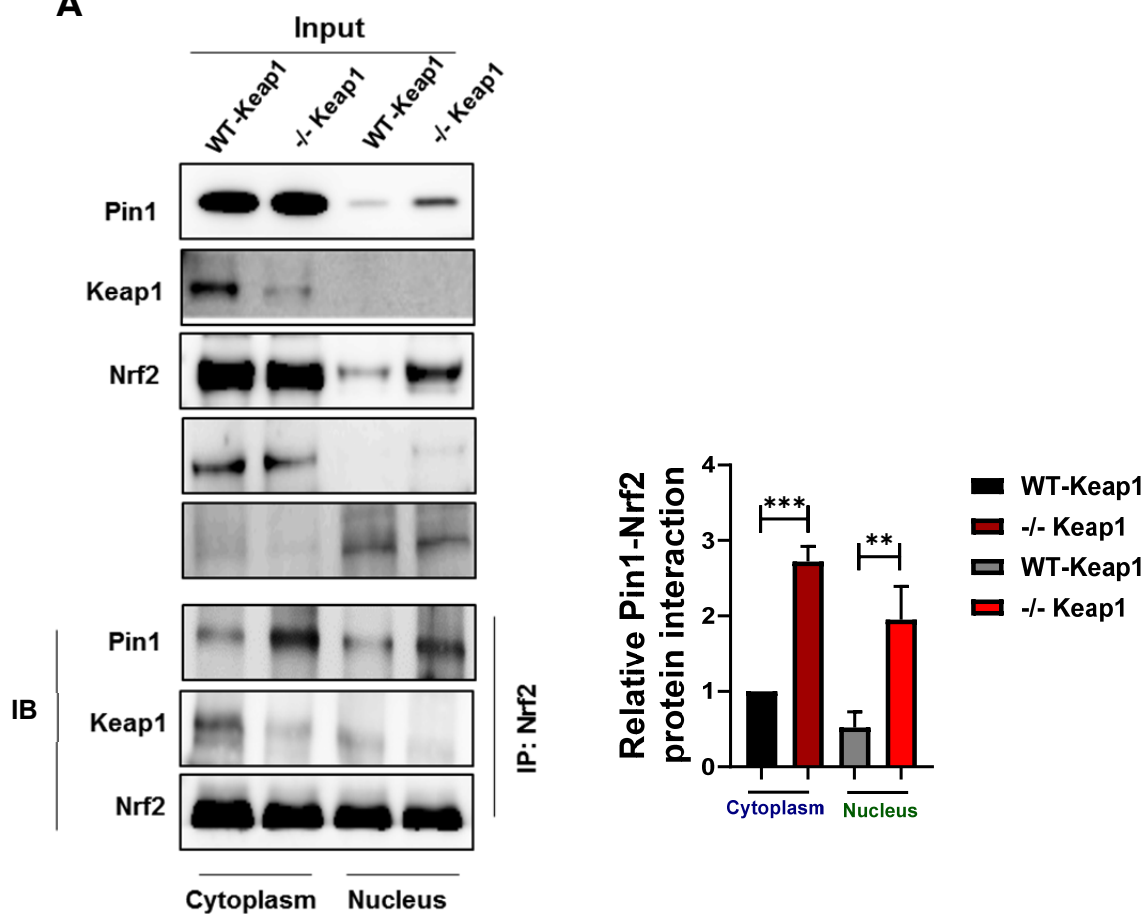 A
Input
WT-Keap1
-/- Keap1
WT-Keap1
-/- Keap1
Pin1
Keap1
Nrf2
IB
Pin1
Keap1
Nrf2
IP: Nrf2
Cytoplasm
Nucleus
Relative Pin1-Nrf2
protein interaction
4
3
2
1
0
***
**
Cytoplasm
Nucleus
WT-Keap1
-/- Keap1
WT-Keap1
-/- Keap1